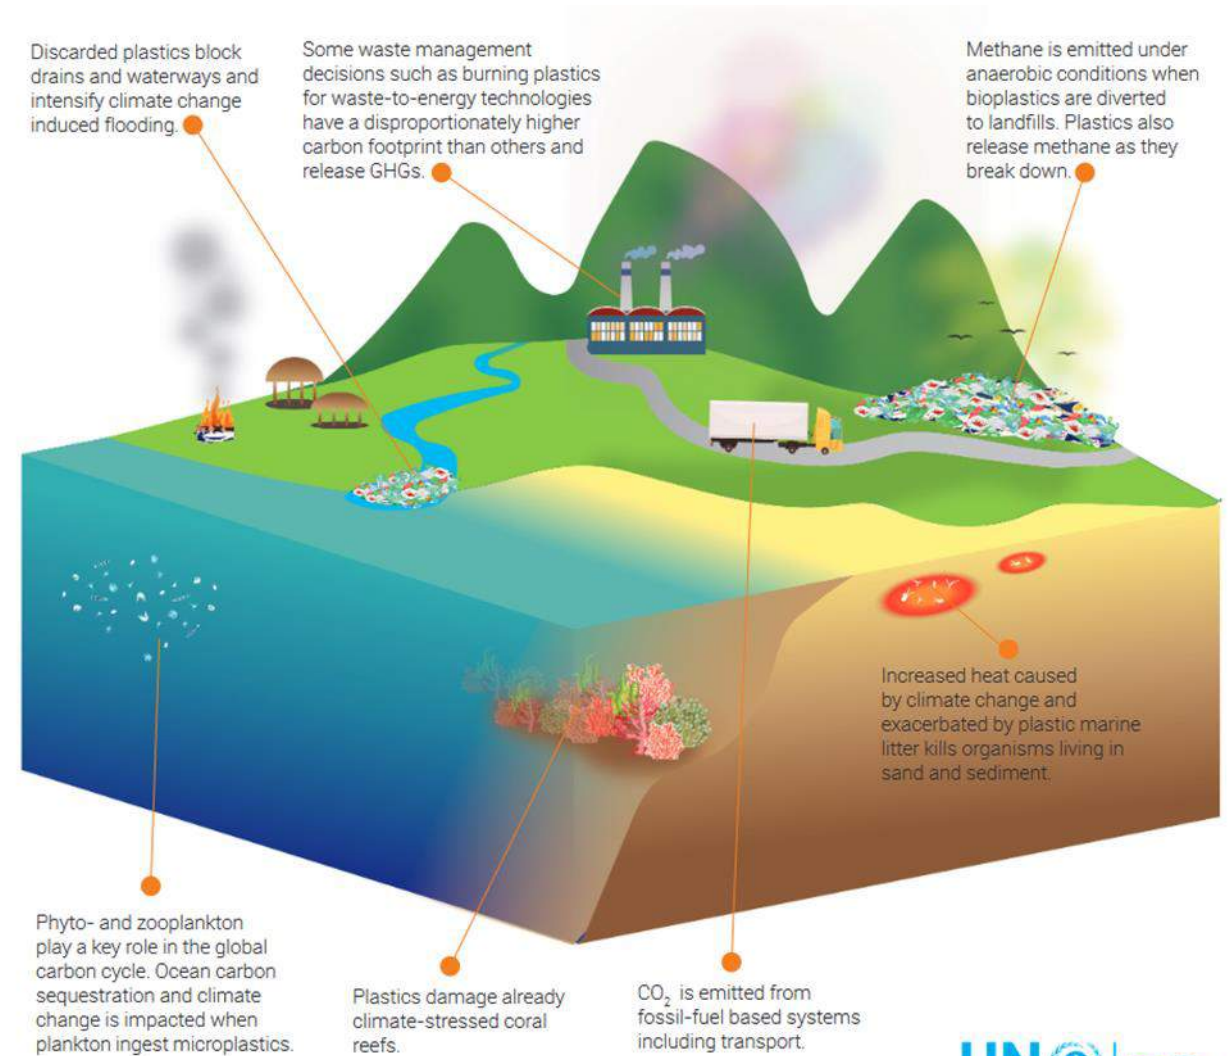 Discarded plastics block
drains and waterways and
intensify climate change
induced flooding.
Some waste management
decisions such as burning plastics
for waste-to-energy technologies
have a disproportionately higher
carbon footprint than others and
release GHGs.
Methane is emitted under
anaerobic conditions when
bioplastics are diverted
to landfills. Plastics also
release methane as they
break down.
Increased heat caused
by climate change and
exacerbated by plastic marine
litter kills organisms living in
sand and sediment.
Phyto- and zooplankton
play a key role in the global
carbon cycle. Ocean carbon
sequestration and climate
change is impacted when
plankton ingest microplastics.
Plastics damage already
climate-stressed coral
reefs.
CO₂ is emitted from
fossil-fuel based systems
including transport.
UN